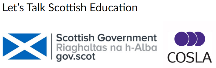 Let's Talk Scottish Education
Scottish Government
Riaghaltas na h-Alba
gov.scot
COSLA